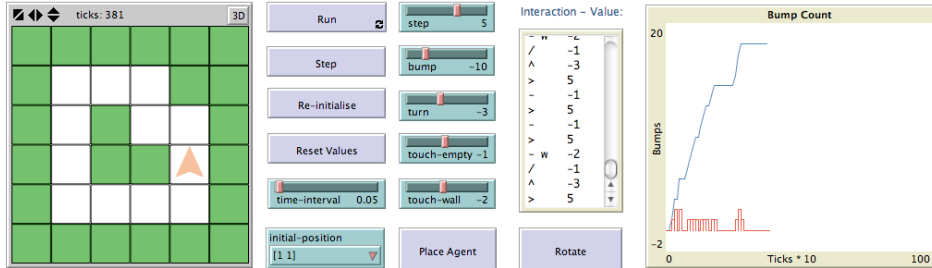 ticks: 381
3D
Run
Step
Re-initialise
Reset Values
time-interval 0.05
initial-position
[1 1]
step 5
bump -10
turn -3
touch-empty -1
touch-wall -2
Place Agent
Interaction - Value:
- w -2
/ -1
^ -3
> 5
- -1
> 5
- -1
> 5
- w -2
/ -1
^ -3
> 5
Rotate
Bump Count
20
Bumps
-2
0
Ticks * 10
100